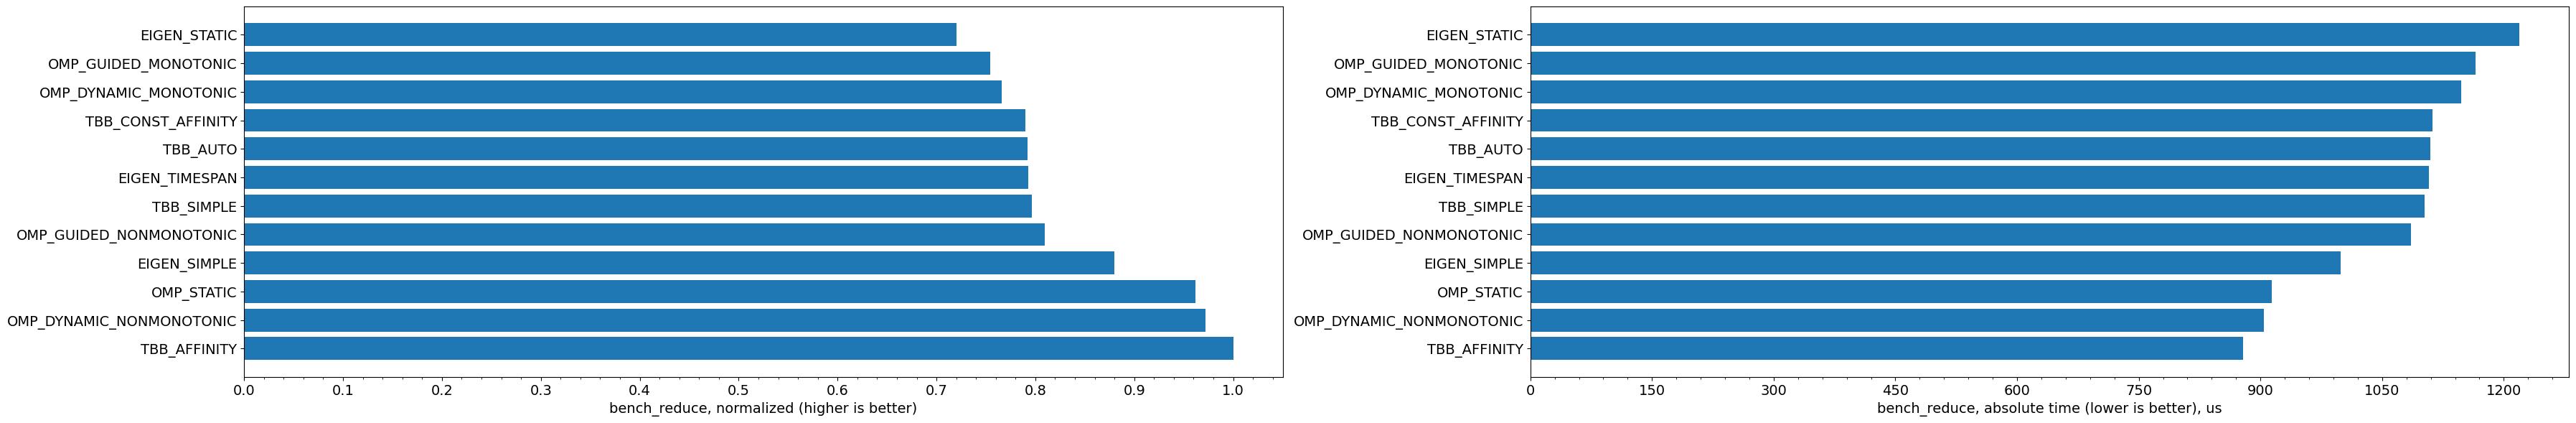 EIGEN_STATIC
OMP_GUIDED_MONOTONIC
OMP_DYNAMIC_MONOTONIC
TBB_CONST_AFFINITY
TBB_AUTO
EIGEN_TIMESPAN
TBB_SIMPLE
OMP_GUIDED_NONMONOTONIC
EIGEN_SIMPLE
OMP_STATIC
OMP_DYNAMIC_NONMONOTONIC
TBB_AFFINITY
0.0 0.1 0.2 0.3 0.4 0.5 0.6 0.7 0.8 0.9 1.0
bench_reduce, normalized (higher is better)
EIGEN_STATIC
OMP_GUIDED_MONOTONIC
OMP_DYNAMIC_MONOTONIC
TBB_CONST_AFFINITY
TBB_AUTO
EIGEN_TIMESPAN
TBB_SIMPLE
OMP_GUIDED_NONMONOTONIC
EIGEN_SIMPLE
OMP_STATIC
OMP_DYNAMIC_NONMONOTONIC
TBB_AFFINITY
0 150 300 450 600 750 900 1050 1200
bench_reduce, absolute time (lower is better), us